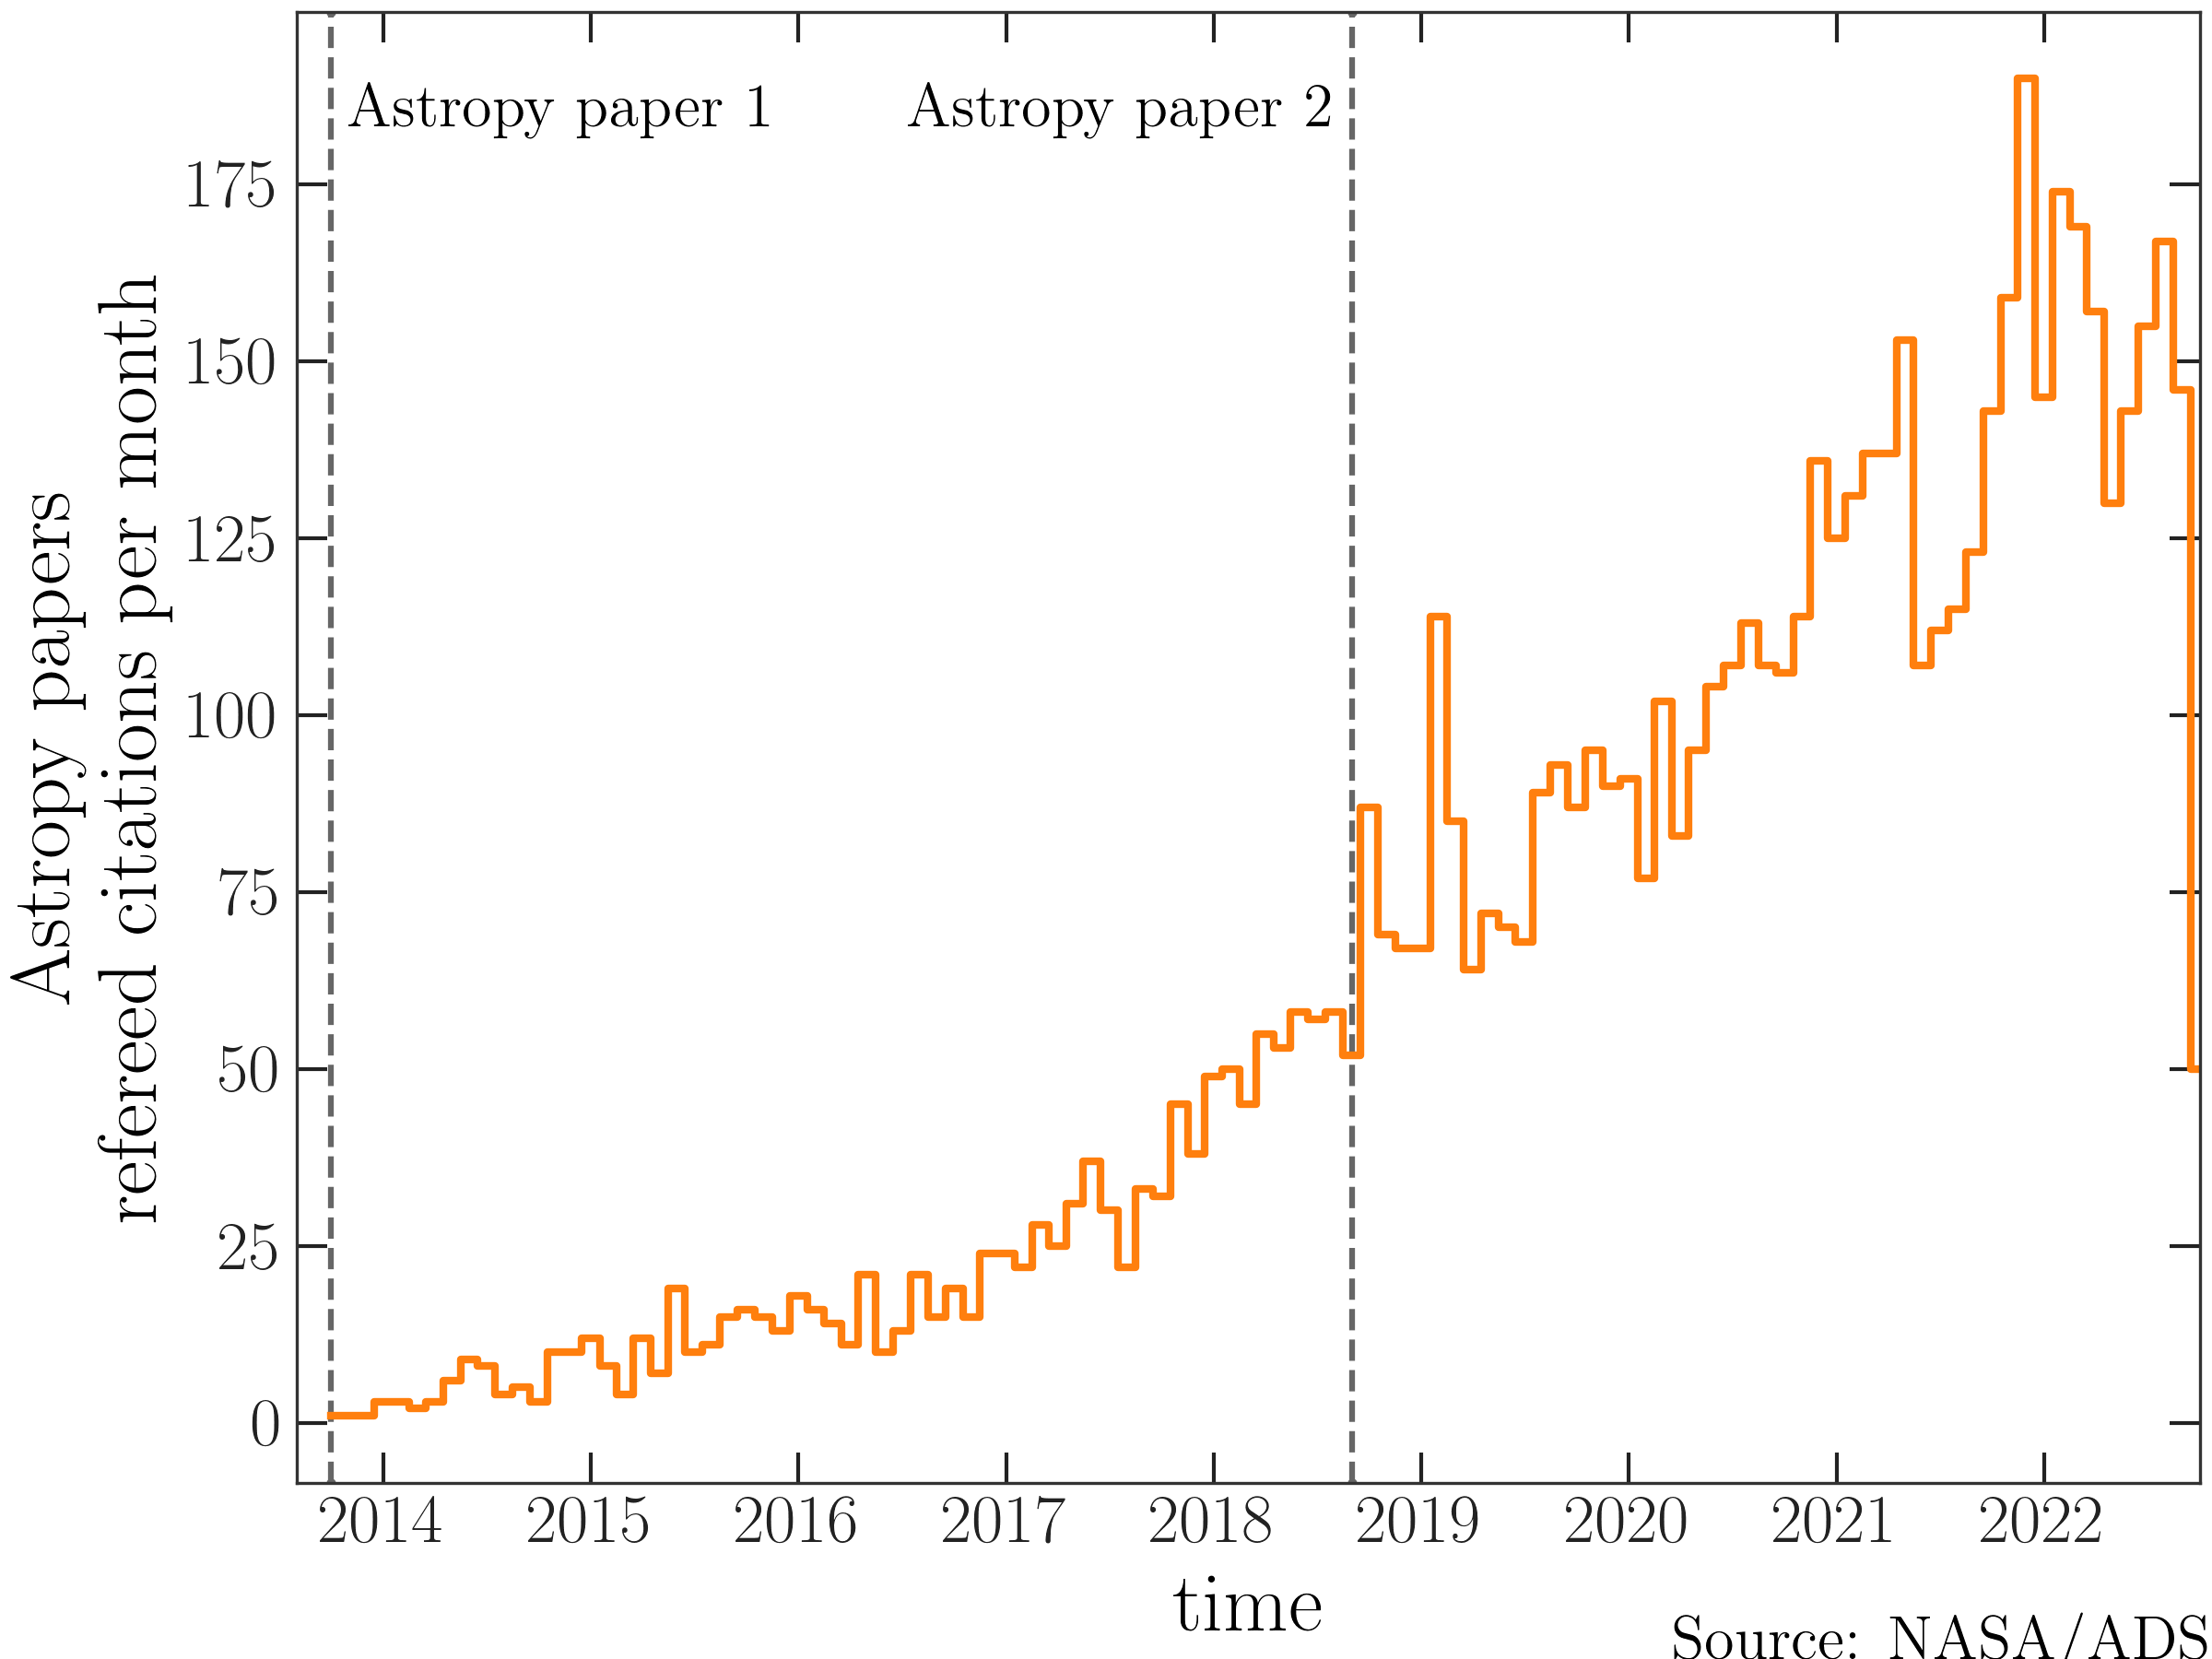 Astropy paper 1
Astropy paper 2
Astropy papers
refereed citations per month
175
150
125
100
75
50
25
0
2014
2015
2016
2017
2018
2019
2020
2021
2022
time
Source: NASA/ADS